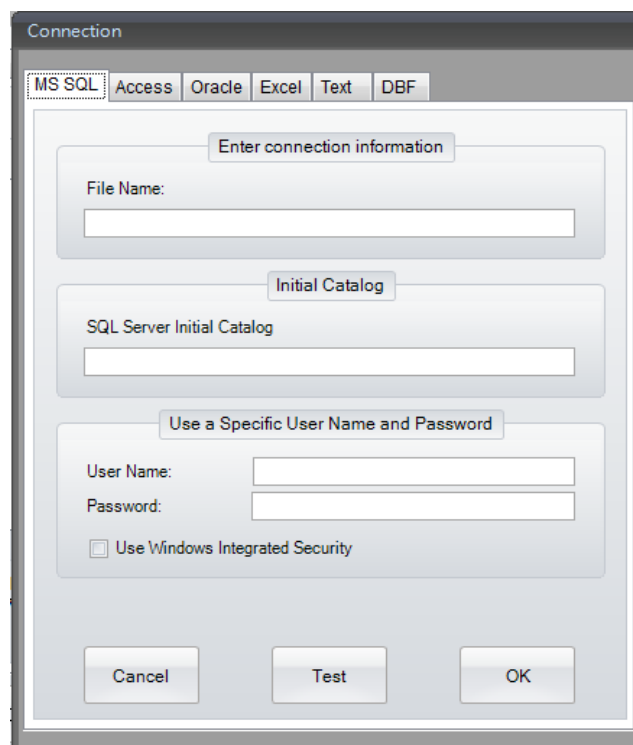 Connection
MS SQL Access Oracle Excel Text DBF
Enter connection information
File Name:
Initial Catalog
SQL Server Initial Catalog
Use a Specific User Name and Password
User Name:
Password:
Use Windows Integrated Security
Cancel Test OK